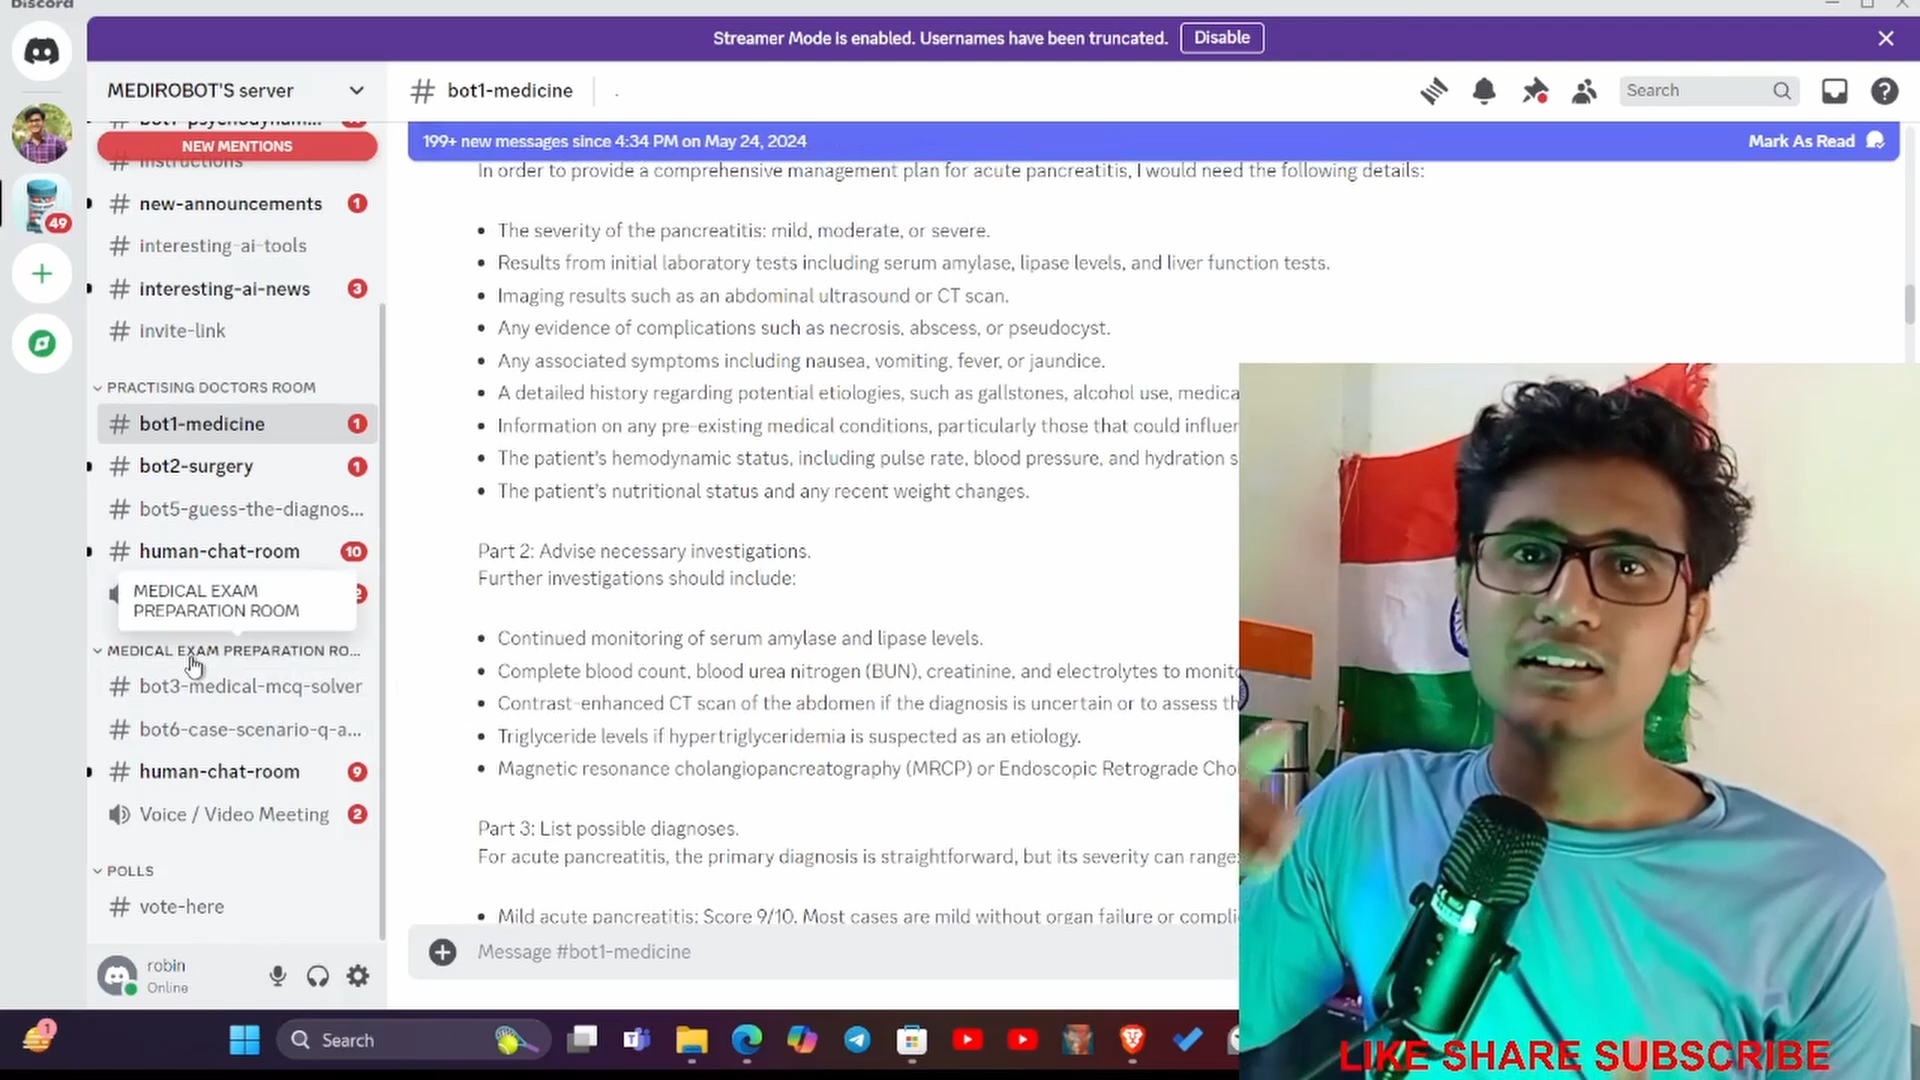 Discord
Streamer Mode is enabled. Usernames have been truncated.
Disable
MEDIROBOT'S server
NEW MENTIONS
instructions
new-announcements 1
interesting-ai-tools
interesting-ai-news 3
invite-link
PRACTISING DOCTORS ROOM
bot1-medicine 1
bot2-surgery 1
bot5-guess-the-diagnos...
human-chat-room 10
MEDICAL EXAM
PREPARATION ROOM
2
MEDICAL EXAM PREPARATION RO...
bot3-medical-mcq-solver
bot6-case-scenario-q-a...
human-chat-room 9
Voice / Video Meeting 2
POLLS
vote-here
robin
Online
49
# bot1-medicine
Search
199+ new messages since 4:34 PM on May 24, 2024
Mark As Read
In order to provide a comprehensive management plan for acute pancreatitis, I would need the following details:
• The severity of the pancreatitis: mild, moderate, or severe.
• Results from initial laboratory tests including serum amylase, lipase levels, and liver function tests.
• Imaging results such as an abdominal ultrasound or CT scan.
• Any evidence of complications such as necrosis, abscess, or pseudocyst.
• Any associated symptoms including nausea, vomiting, fever, or jaundice.
• A detailed history regarding potential etiologies, such as gallstones, alcohol use, medica
• Information on any pre-existing medical conditions, particularly those that could influen
• The patient's hemodynamic status, including pulse rate, blood pressure, and hydration s
• The patient's nutritional status and any recent weight changes.
Part 2: Advise necessary investigations.
Further investigations should include:
• Continued monitoring of serum amylase and lipase levels.
• Complete blood count, blood urea nitrogen (BUN), creatinine, and electrolytes to monito
• Contrast-enhanced CT scan of the abdomen if the diagnosis is uncertain or to assess th
• Triglyceride levels if hypertriglyceridemia is suspected as an etiology.
• Magnetic resonance cholangiopancreatography (MRCP) or Endoscopic Retrograde Cho
Part 3: List possible diagnoses.
For acute pancreatitis, the primary diagnosis is straightforward, but its severity can range:
• Mild acute pancreatitis: Score 9/10. Most cases are mild without organ failure or compli
Message #bot1-medicine
1
Search
LIKE SHARE SUBSCRIBE